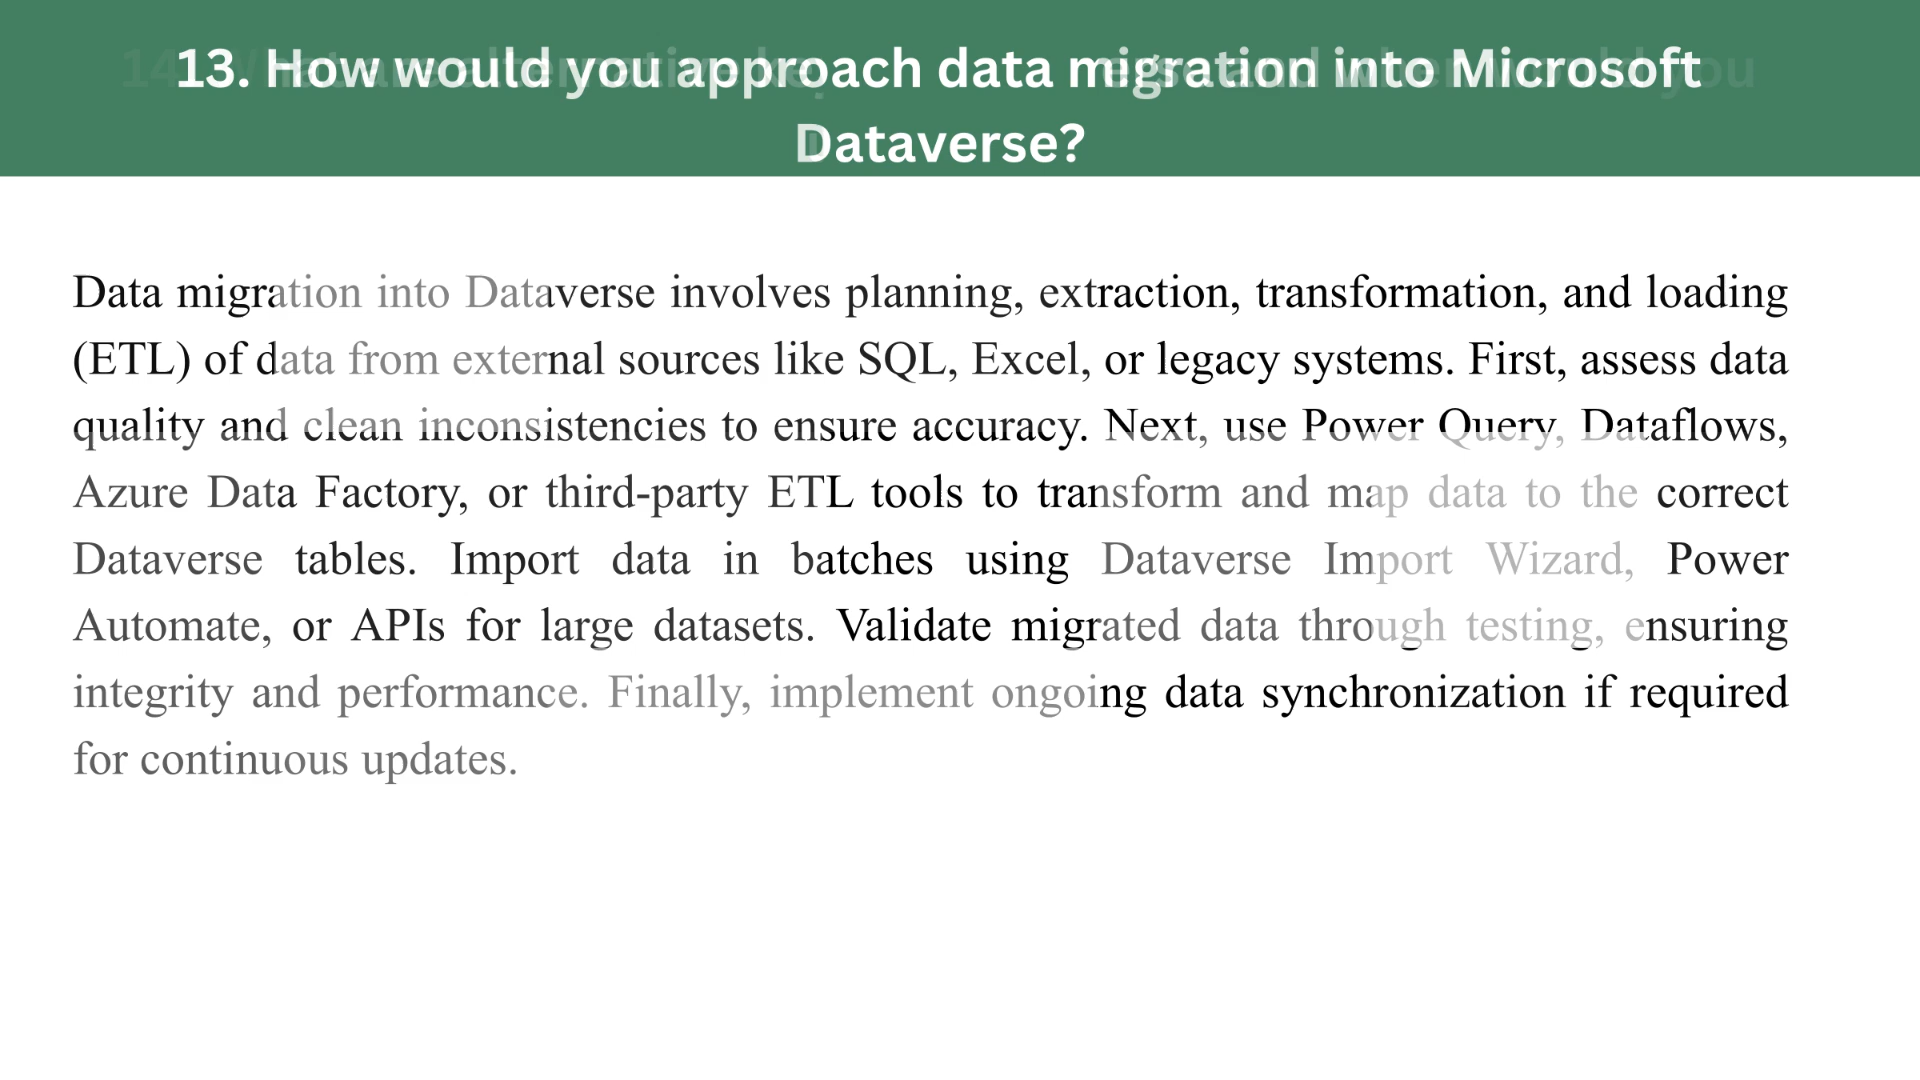 13. How would you approach data migration into Microsoft
Dataverse?
Data migration into Dataverse involves planning, extraction, transformation, and loading
(ETL) of data from external sources like SQL, Excel, or legacy systems. First, assess data
quality and clean inconsistencies to ensure accuracy. Next, use Power Query, Dataflows,
Azure Data Factory, or third-party ETL tools to transform and map data to the correct
Dataverse tables. Import data in batches using Dataverse Import Wizard, Power
Automate, or APIs for large datasets. Validate migrated data through testing, ensuring
integrity and performance. Finally, implement ongoing data synchronization if required
for continuous updates.